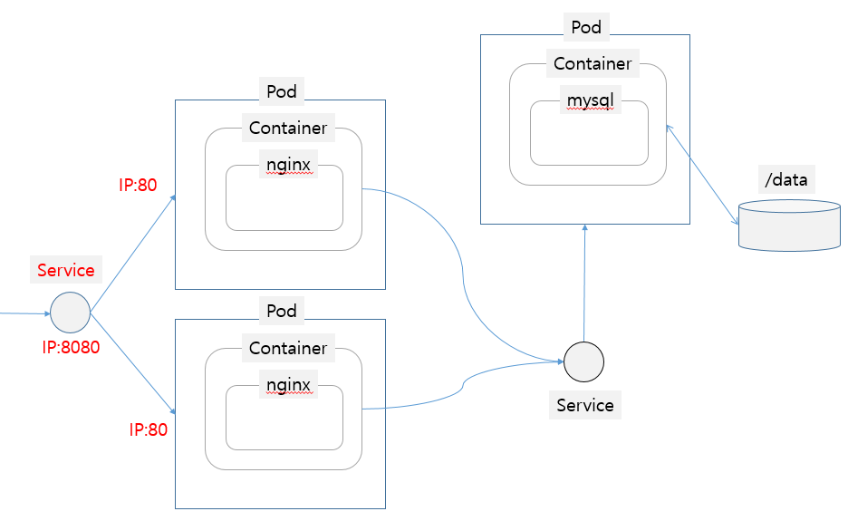 Pod
Container
mysql
/data
Pod
Container
nginx
IP:80
Service
IP:8080
Pod
Container
nginx
IP:80
Service